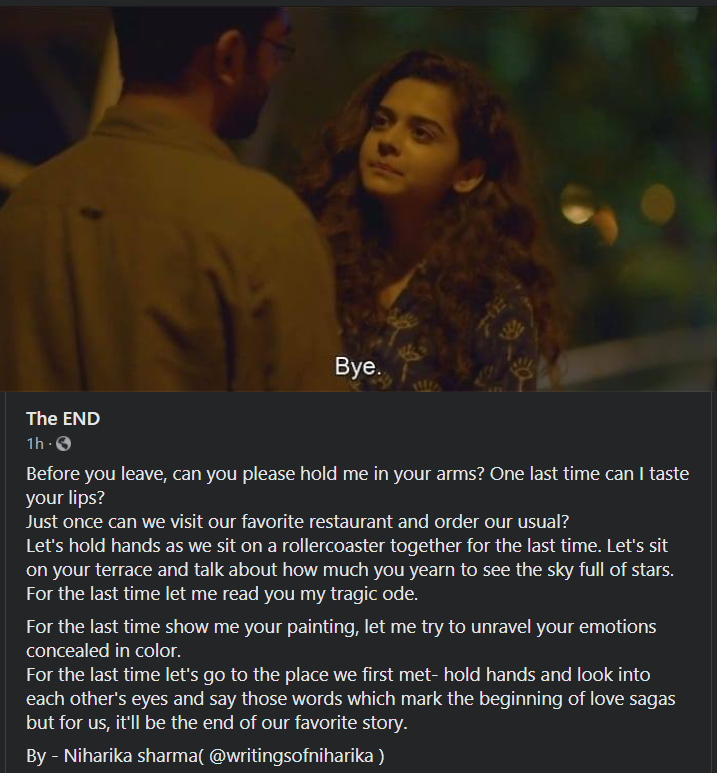 Bye.
The END
1h ·
Before you leave, can you please hold me in your arms? One last time can I taste
your lips?
Just once can we visit our favorite restaurant and order our usual?
Let's hold hands as we sit on a rollercoaster together for the last time. Let's sit
on your terrace and talk about how much you yearn to see the sky full of stars.
For the last time let me read you my tragic ode.
For the last time show me your painting, let me try to unravel your emotions
concealed in color.
For the last time let's go to the place we first met- hold hands and look into
each other's eyes and say those words which mark the beginning of love sagas
but for us, it'll be the end of our favorite story.
By - Niharika sharma( @writingsofniharika )